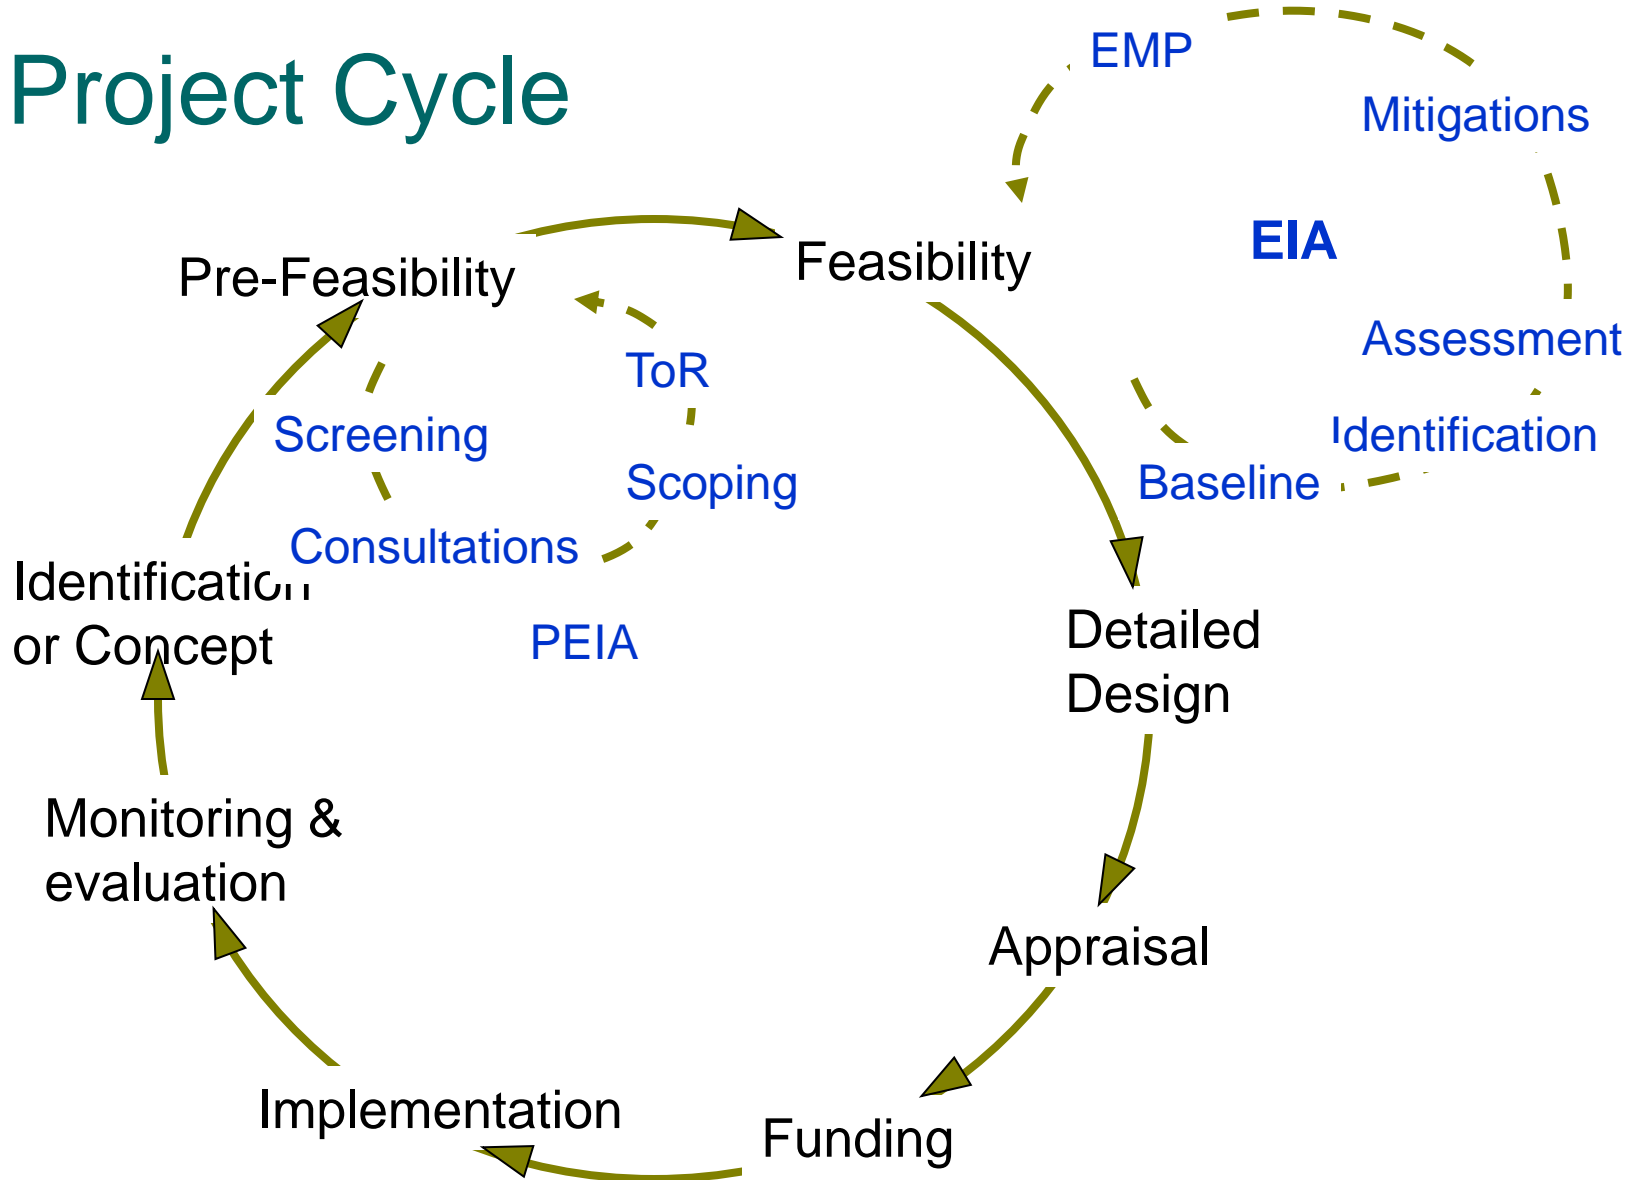 Project Cycle
EMP
Mitigations
EIA
Pre-Feasibility
Feasibility
ToR
Assessment
Screening
Identification
Scoping
Baseline
Consultations
Identification
or Concept
PEIA
Detailed
Design
Monitoring &
evaluation
Appraisal
Implementation
Funding